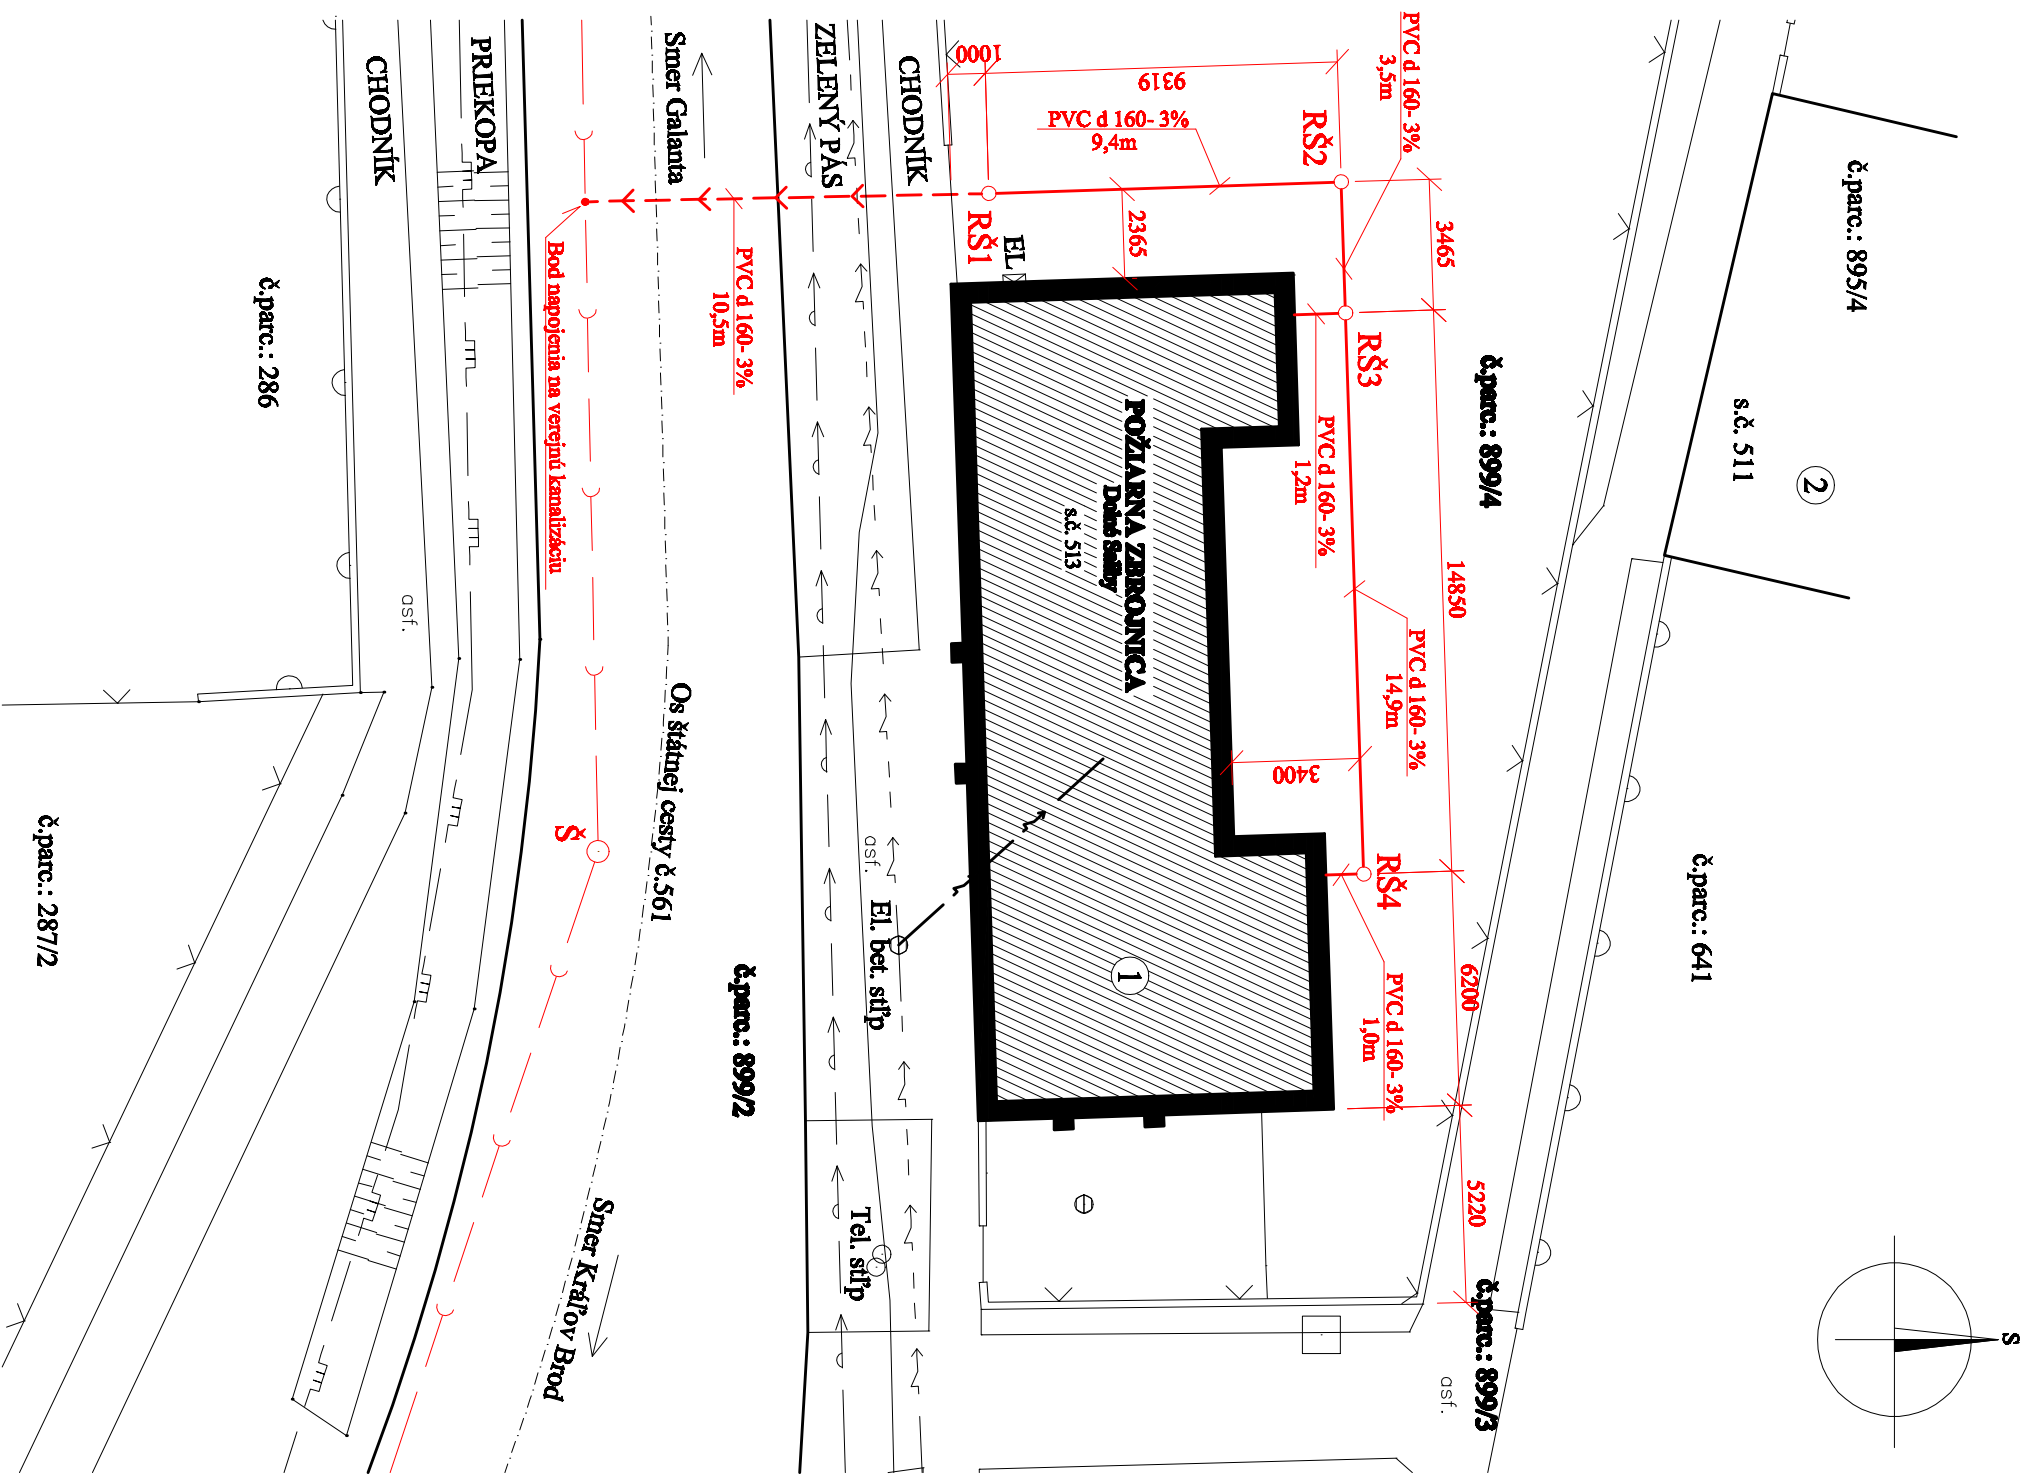 PVC d 160- 3%
3,5m
1000
9319
PVC d 160- 3%
9,4m
RŠ2
RŠ1
EL
2365
3465
RŠ3
PVC d 160- 3%
1,2m
14850
PVC d 160- 3%
14,9m
3400
RŠ4
6200
PVC d 160- 3%
1,0m
5220
PVC d 160- 3%
10,5m
Bod napojenia na verejnú kanalizáciu
Š
CHODNÍK
PRIEKOPA
Smer Galanta
ZELENÝ PÁS
CHODNÍK
č.parc.: 286
č.parc.: 287/2
asf.
Os štátnej cesty č.561
č.parc.: 899/2
Smer Kráľov Brod
asf.
El. bet. stĺp
Tel. stĺp
POŽIARNA ZBROJNICA
Dolné Saliby
s.č. 513
1
č.parc.: 899/4
č.parc.: 895/4
s.č. 511
2
č.parc.: 641
č.parc.: 899/3
asf.
S